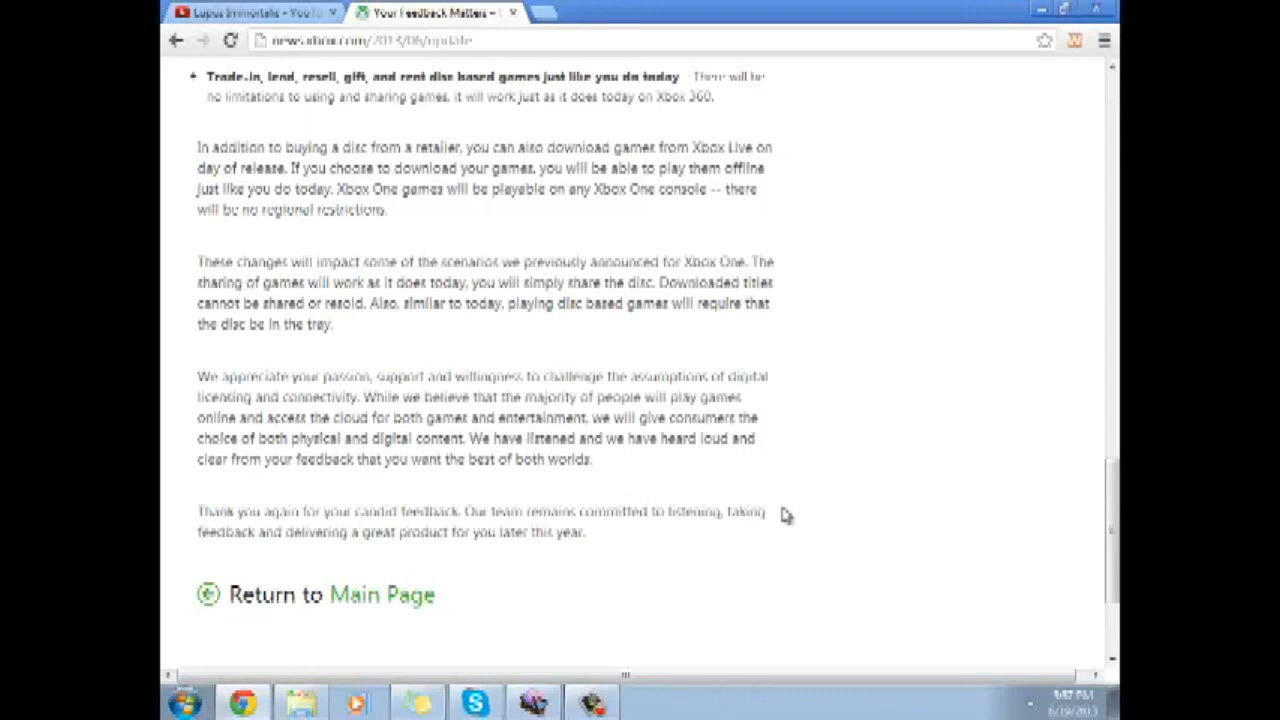 Lupus Immortalis - YouTu
Your Feedback Matters -
news.xbox.com/2013/06/update
Trade-in, lend, resell, gift, and rent disc based games just like you do today - There will be
no limitations to using and sharing games, it will work just as it does today on Xbox 360.
In addition to buying a disc from a retailer, you can also download games from Xbox Live on
day of release. If you choose to download your games, you will be able to play them offline
just like you do today. Xbox One games will be playable on any Xbox One console -- there
will be no regional restrictions.
These changes will impact some of the scenarios we previously announced for Xbox One. The
sharing of games will work as it does today, you will simply share the disc. Downloaded titles
cannot be shared or resold. Also, similar to today, playing disc based games will require that
the disc be in the tray.
We appreciate your passion, support and willingness to challenge the assumptions of digital
licensing and connectivity. While we believe that the majority of people will play games
online and access the cloud for both games and entertainment, we will give consumers the
choice of both physical and digital content. We have listened and we have heard loud and
clear from your feedback that you want the best of both worlds.
Thank you again for your candid feedback. Our team remains committed to listening, taking
feedback and delivering a great product for you later this year.
Return to Main Page
6/19/2013